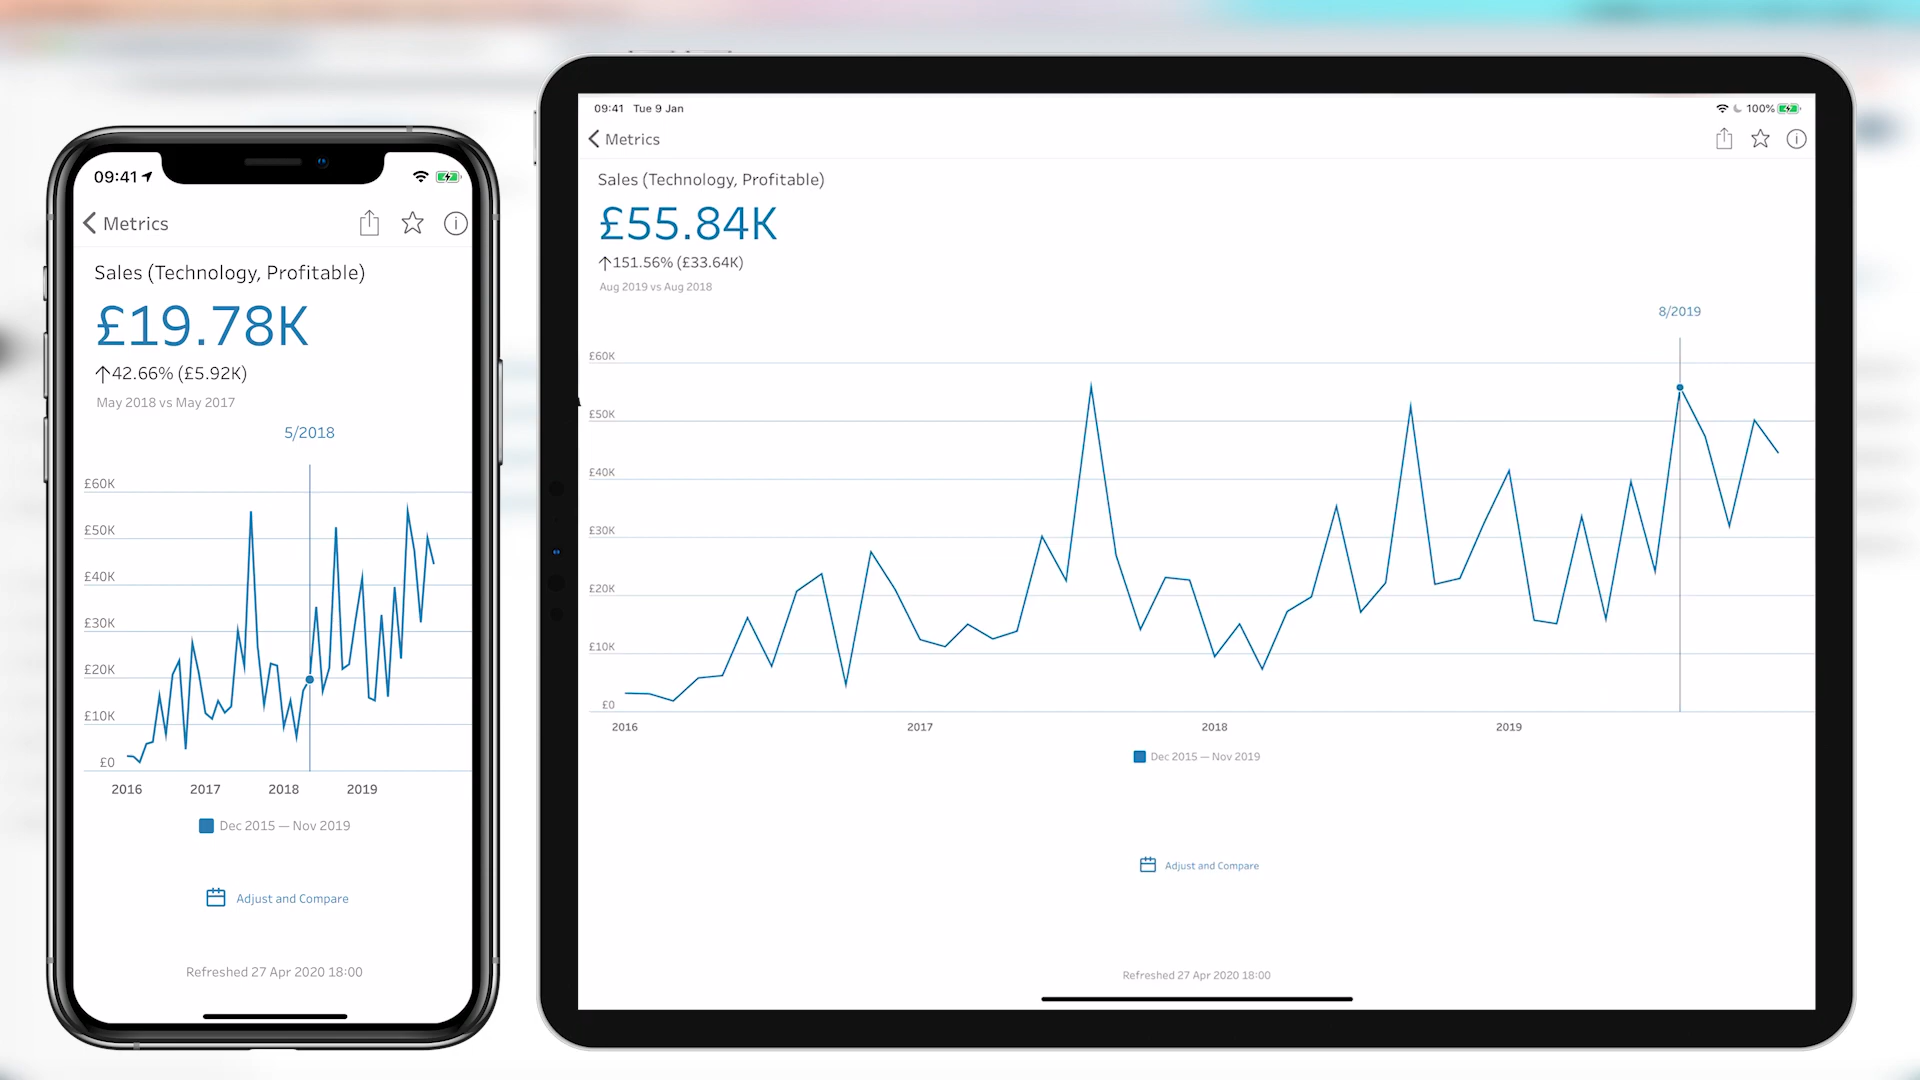 09:41
Metrics
Sales (Technology, Profitable)
£19.78K
↑42.66% (£5.92K)
May 2018 vs May 2017
5/2018
£60K
£50K
£40K
£30K
£20K
£10K
£0
2016 2017 2018 2019
Dec 2015 — Nov 2019
Adjust and Compare
Refreshed 27 Apr 2020 18:00
09:41 Tue 9 Jan 100%
Metrics
Sales (Technology, Profitable)
£55.84K
↑151.56% (£33.64K)
Aug 2019 vs Aug 2018
8/2019
£60K
£50K
£40K
£30K
£20K
£10K
£0
2016 2017 2018 2019
Dec 2015 — Nov 2019
Adjust and Compare
Refreshed 27 Apr 2020 18:00